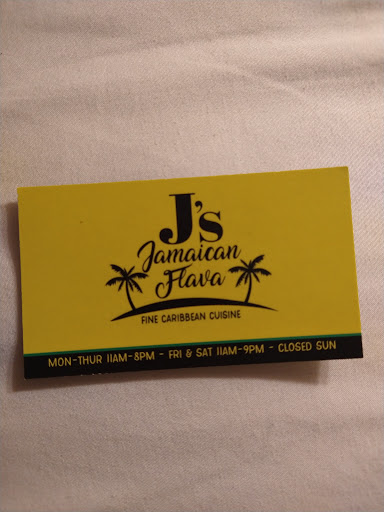 J's
Jamaican
Flava
FINE CARIBBEAN CUISINE
MON-THUR 11AM-8PM - FRI & SAT 11AM-9PM - CLOSED SUN